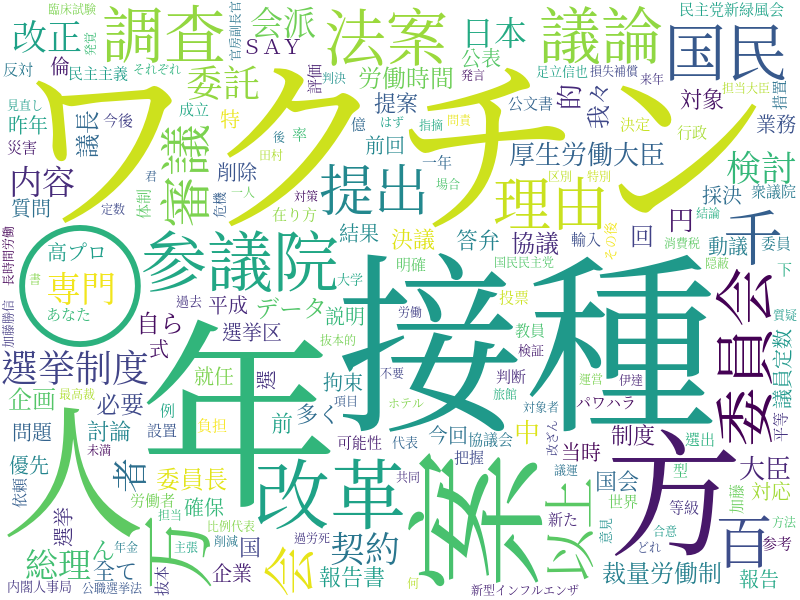 臨床試験
反対
発覚
改正
民主主義
それぞれ
調査
官房副長官
会派
SAY
法案
日本
公表
議論
国民
民主党新緑風会
倫
委託
評価
判決
労働時間
発言
足立信也
損失補償
来年
担当大臣
措置
見直し
昨年
災害
議長
成立
今後
特
後
率
億
はず
指摘
問責
公文書
的
我々
決定
行政
対象
業務
ワクチン
審議
君
削除
田村
危機
提案
前回
一年
対策
場合
区別
特別
厚生労働大臣
検討
内容
質問
定数
体制
一人
在り方
提出
理由
採決
衆議院
結論
長時間労働
○
高プロ
専門
あなた
書
参議院
結果
決議
答弁
協議
輸入
その後
回
円
消費税
動議
委員
千
下
明確
国民民主党
隠蔽
過去
平成
データ
大学
説明
投票
労働
教員
検証
加藤勝信
自ら
式
選挙区
抜本的
接種
年
人
方
委員会
質疑
議員定数
平等
選挙制度
企画
最高裁
必要
就任
選
拘束
不要
判断
運営
伊達
例
負担
前
多く
項目
ホテル
旅館
対象者
パワハラ
選出
問題
未満
討論
設置
可能性
代表
今回
協議会
把握
中
改ざん
当時
制度
優先
依頼
者
委員長
改革
案
議運
国会
型
加藤
大臣
対応
選挙
労働者
担当
確保
比例代表
共同
以上
新た
世界
意見
等級
合意
百
方法
どれ
参考
総理
ん
年金
主張
削減
過労死
万
会
契約
何
内閣人事局
公職選挙法
全て
抜本
国
企業
報告書
新型インフルエンザ
裁量労働制
報告